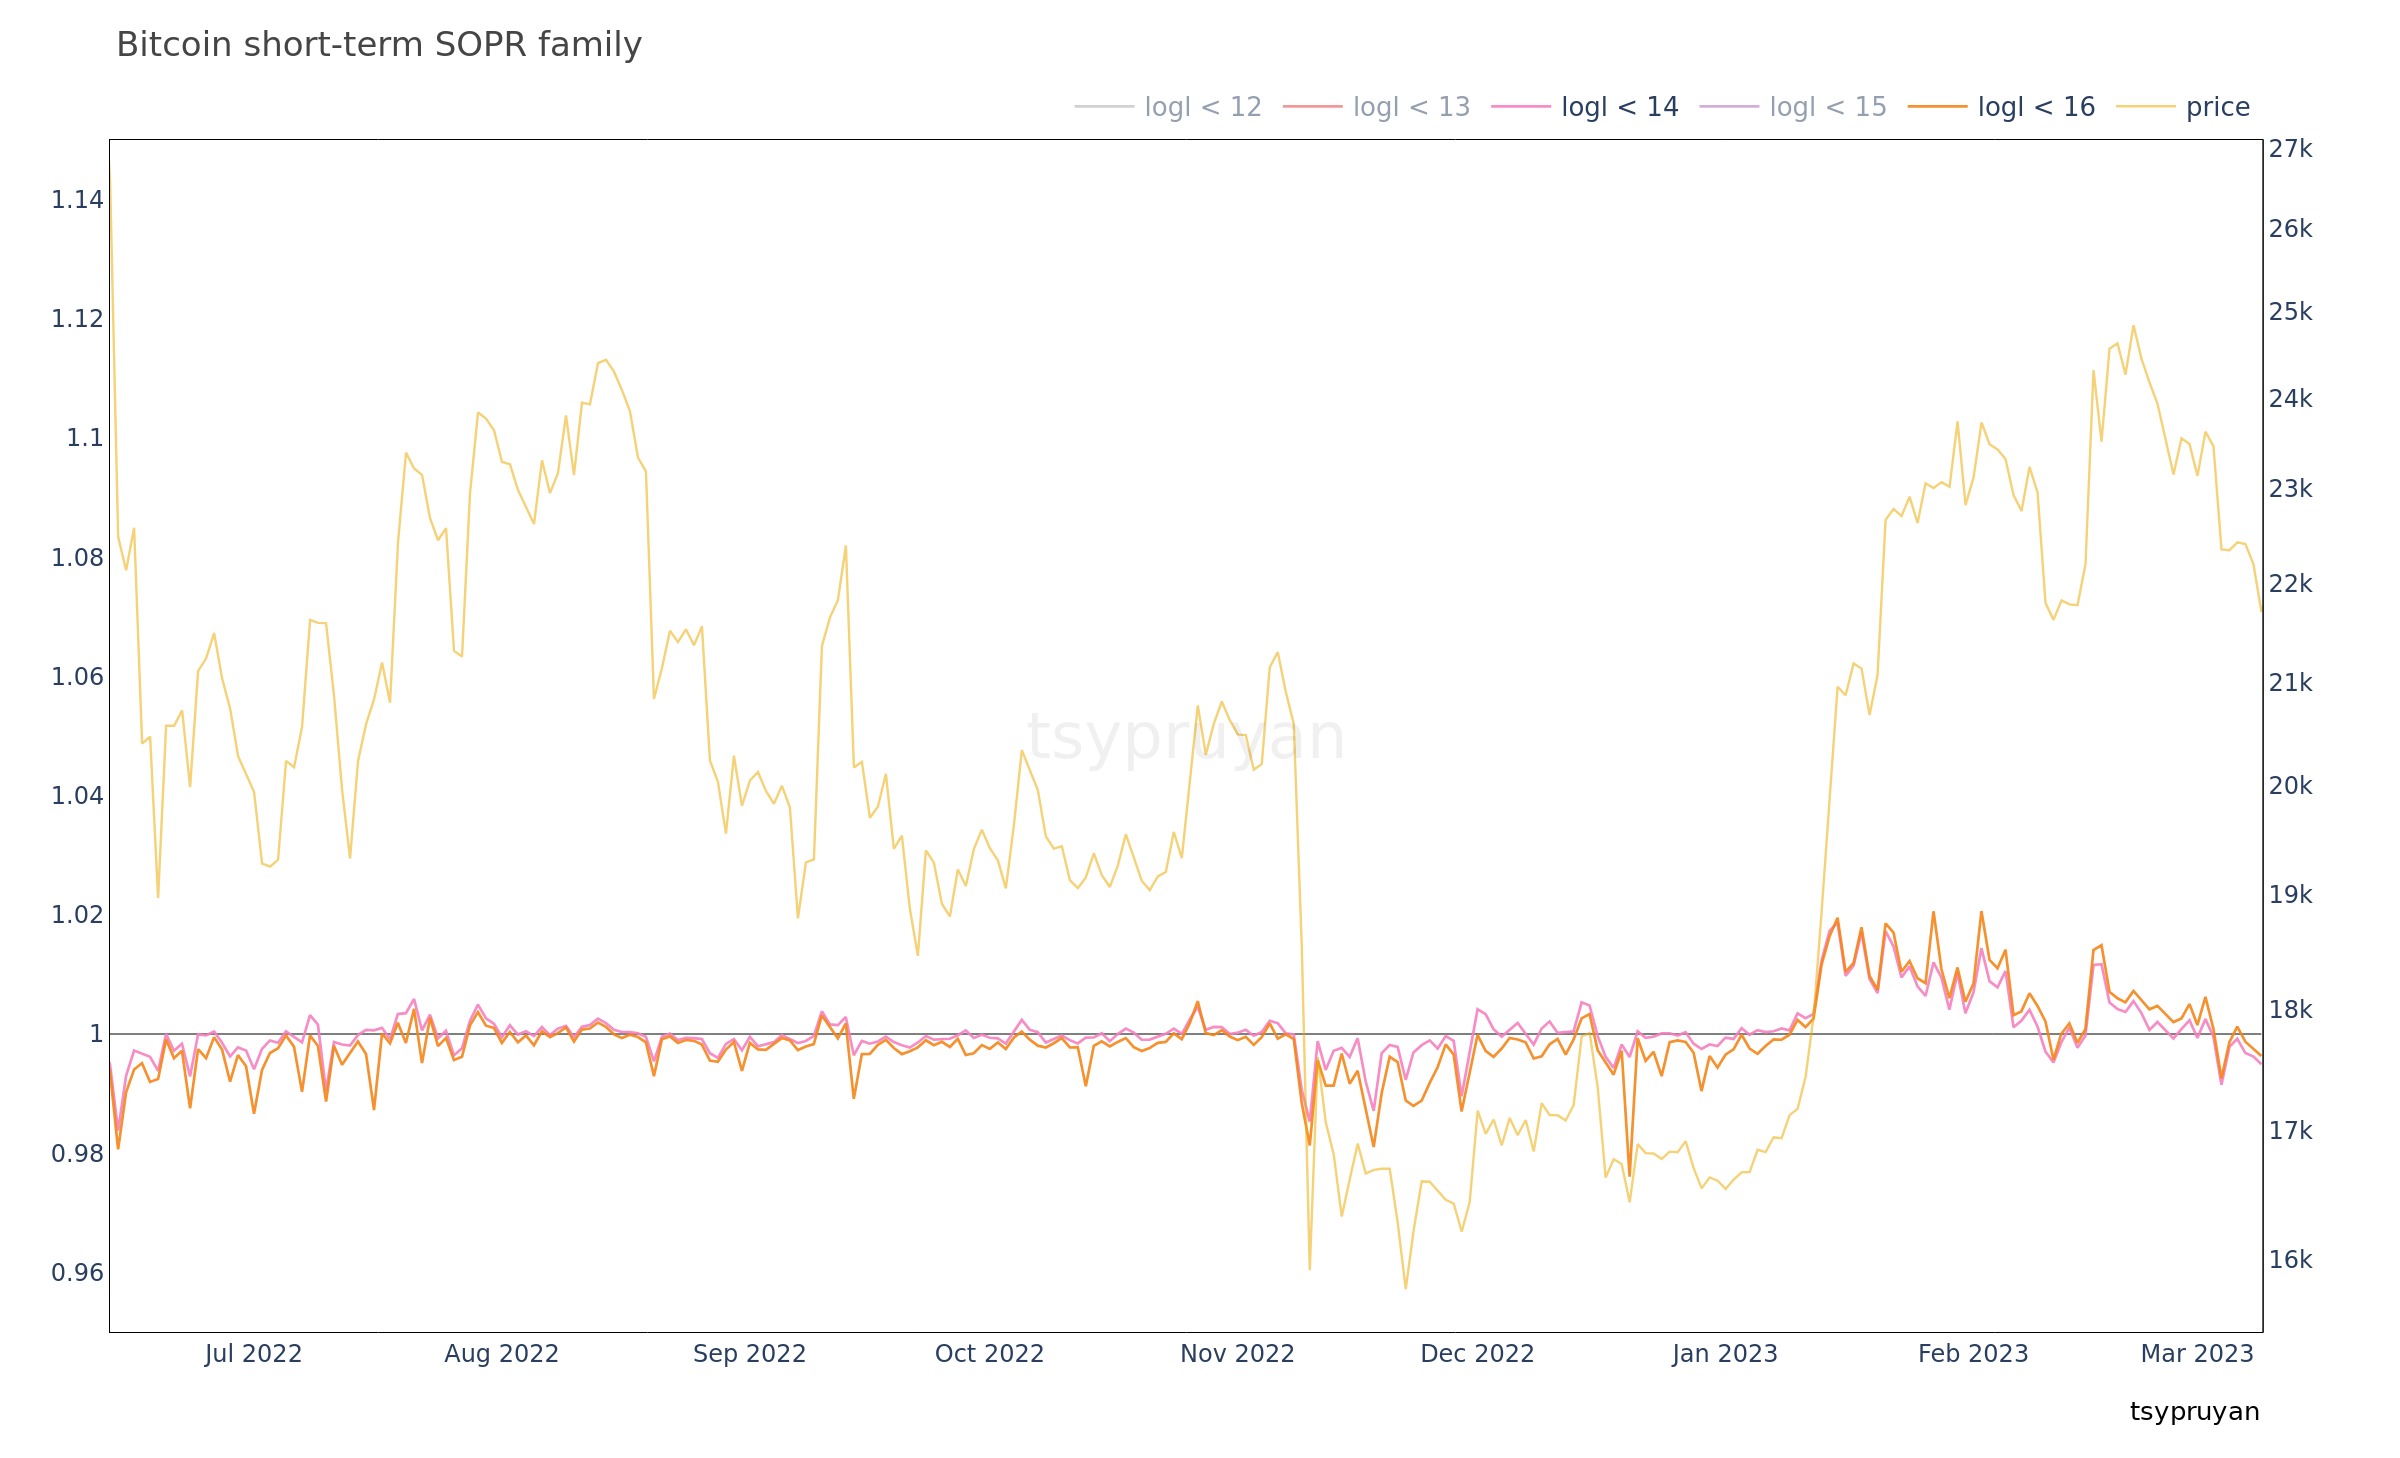 Bitcoin short-term SOPR family
logl < 12 logl < 13 logl < 14 logl < 15 logl < 16 price
1.14
1.12
1.1
1.08
1.06
1.04
1.02
1
0.98
0.96
27k
26k
25k
24k
23k
22k
21k
20k
19k
18k
17k
16k
tsypruyan
Jul 2022 Aug 2022 Sep 2022 Oct 2022 Nov 2022 Dec 2022 Jan 2023 Feb 2023 Mar 2023
tsypruyan